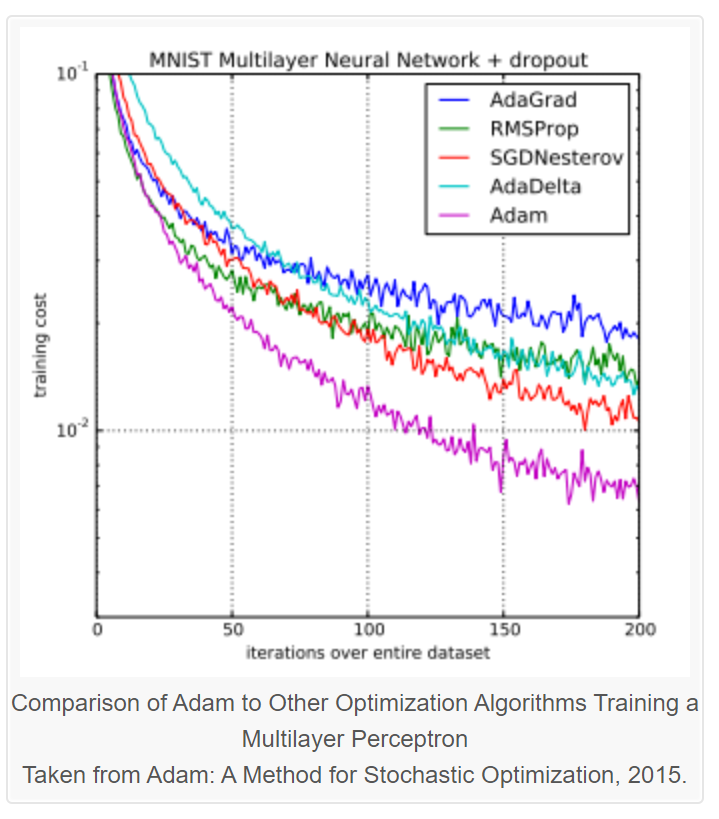 MNIST Multilayer Neural Network + dropout
10⁻¹
AdaGrad
RMSProp
SGDNesterov
AdaDelta
Adam
training cost
10⁻²
0 50 100 150 200
iterations over entire dataset
Comparison of Adam to Other Optimization Algorithms Training a
Multilayer Perceptron
Taken from Adam: A Method for Stochastic Optimization, 2015.